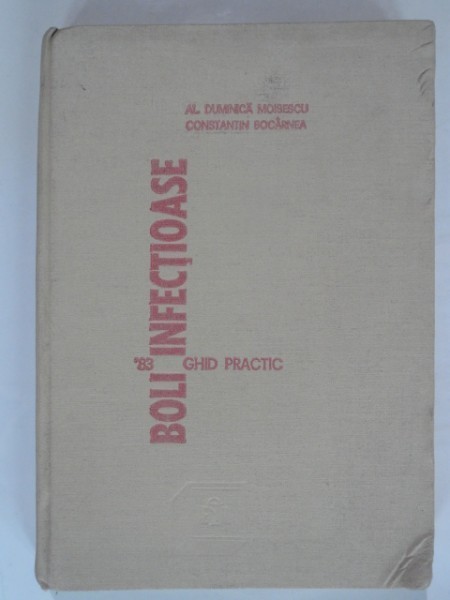 AL. DUMINICĂ MOISESCU
CONSTANTIN BOCÂRNEA
BOLI INFECȚIOASE
'83 GHID PRACTIC